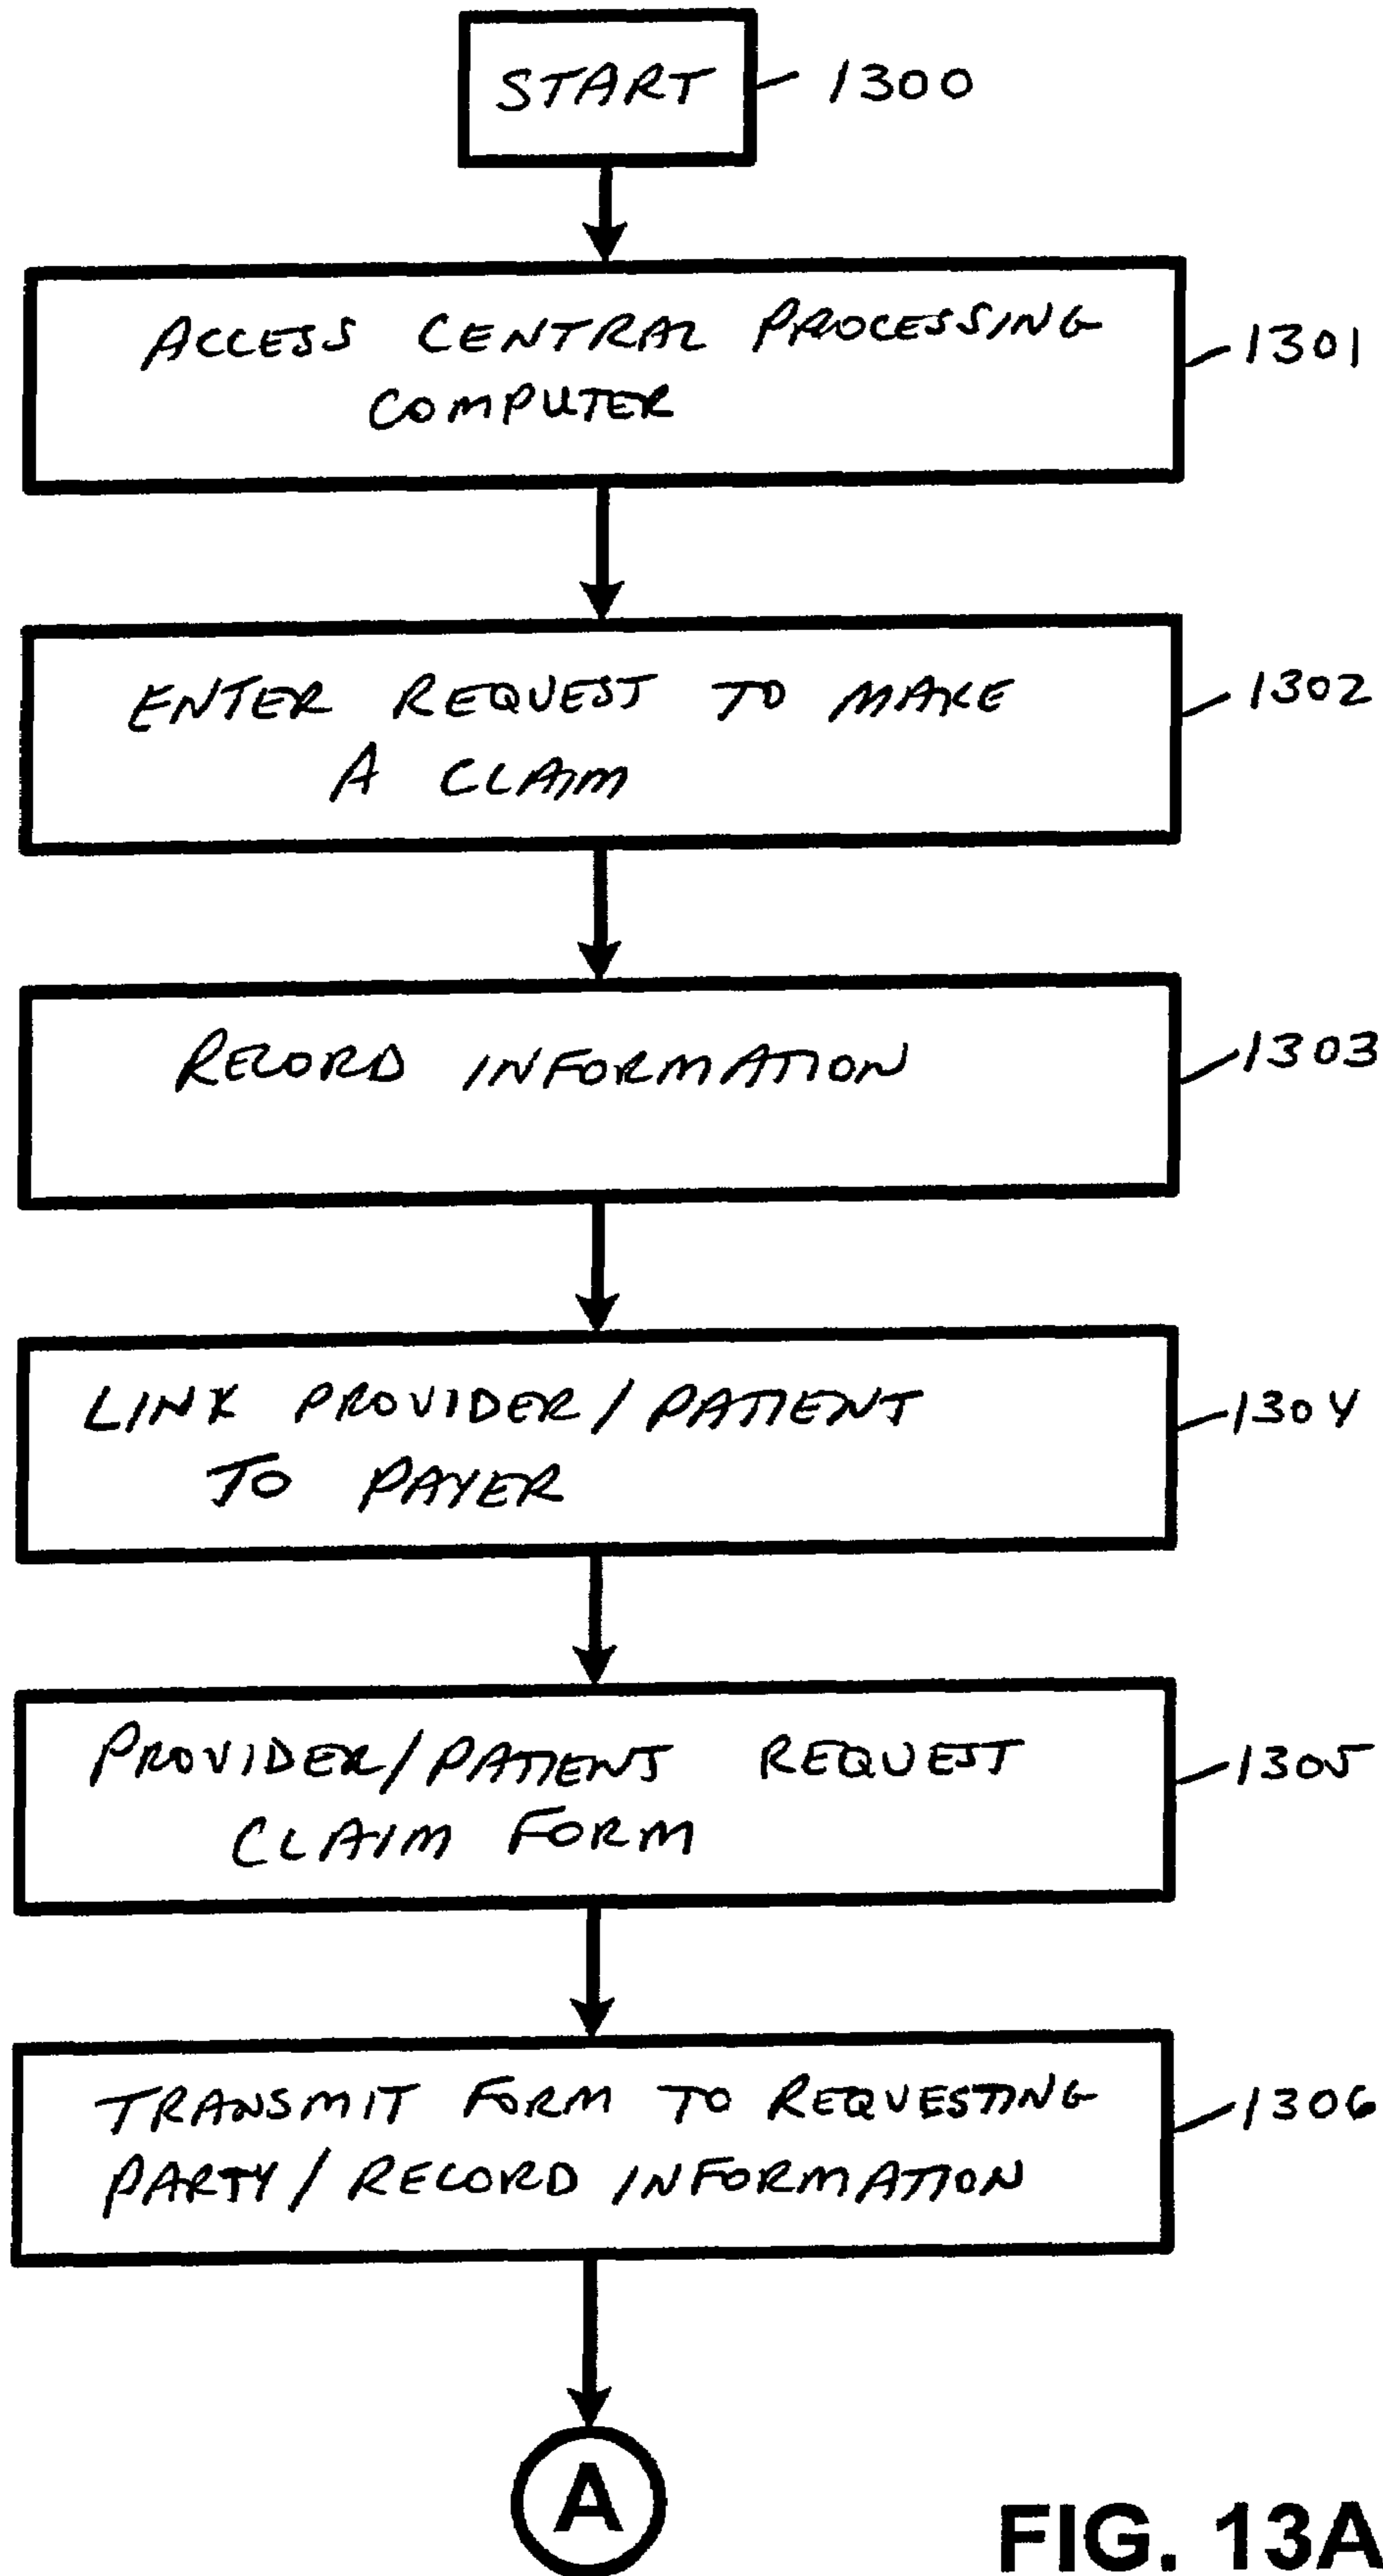 START 1300
ACCESS CENTRAL PROCESSING
COMPUTER
1301
ENTER REQUEST TO MAKE
A CLAIM
1302
RECORD INFORMATION
1303
LINK PROVIDER/PATIENT
TO PAYER
1304
PROVIDER/PATIENT REQUEST
CLAIM FORM
1305
TRANSMIT FORM TO REQUESTING
PARTY/RECORD INFORMATION
1306
A
FIG. 13A